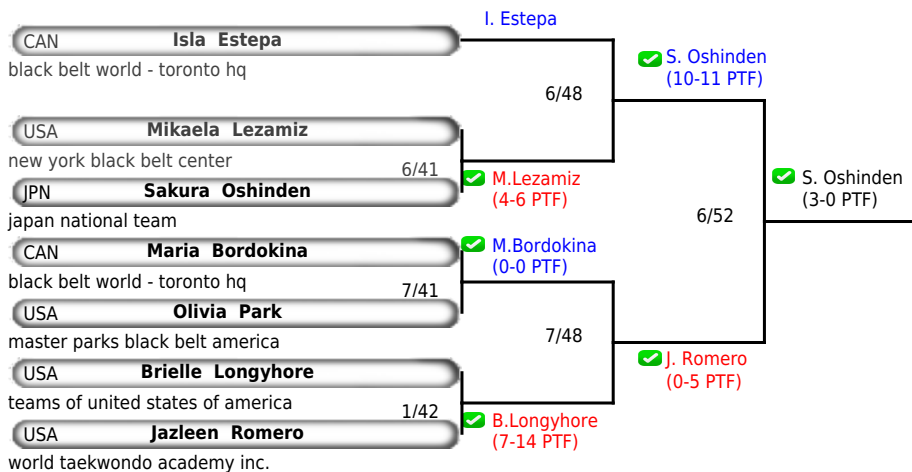 I. Estepa
CAN Isla Estepa
black belt world - toronto hq
S. Oshinden
(10-11 PTF)
6/48
USA Mikaela Lezamiz
new york black belt center
6/41
M.Lezamiz
(4-6 PTF)
JPN Sakura Oshinden
japan national team
S. Oshinden
(3-0 PTF)
6/52
CAN Maria Bordokina
black belt world - toronto hq
M.Bordokina
(0-0 PTF)
7/41
USA Olivia Park
master parks black belt america
7/48
USA Brielle Longyhore
teams of united states of america
J. Romero
(0-5 PTF)
1/42
B.Longyhore
(7-14 PTF)
USA Jazleen Romero
world taekwondo academy inc.